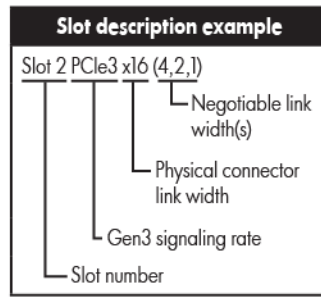 Slot description example
Slot 2 PCIe3 x16 (4,2,1)
Negotiable link
width(s)
Physical connector
link width
Gen3 signaling rate
Slot number